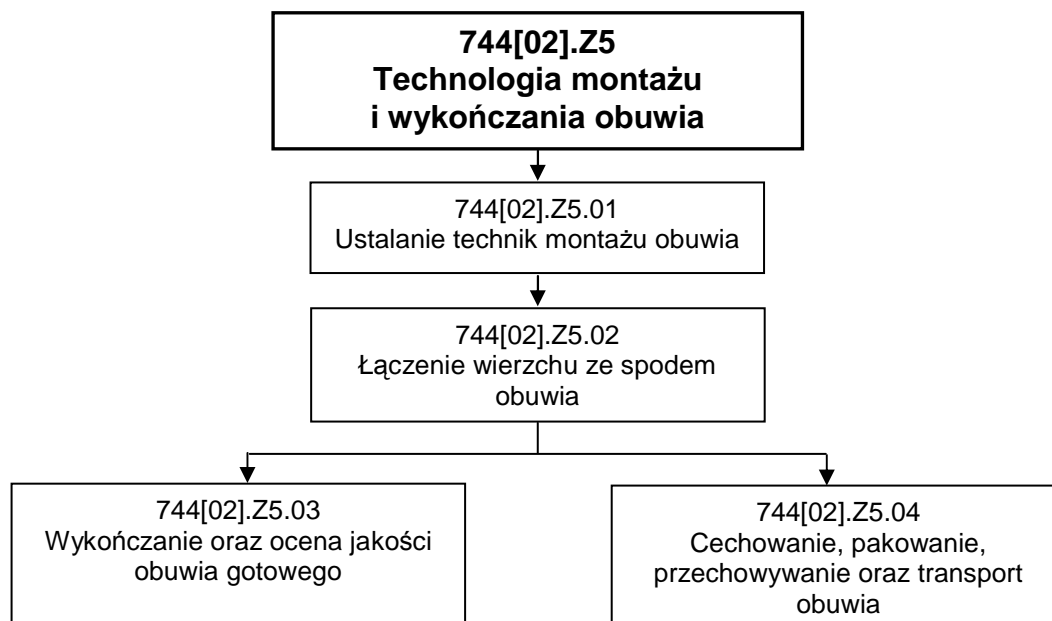 744[02].Z5
Technologia montażu
i wykończania obuwia
744[02].Z5.01
Ustalanie technik montażu obuwia
744[02].Z5.02
Łączenie wierzchu ze spodem
obuwia
744[02].Z5.03
Wykończanie oraz ocena jakości
obuwia gotowego
744[02].Z5.04
Cechowanie, pakowanie,
przechowywanie oraz transport
obuwia